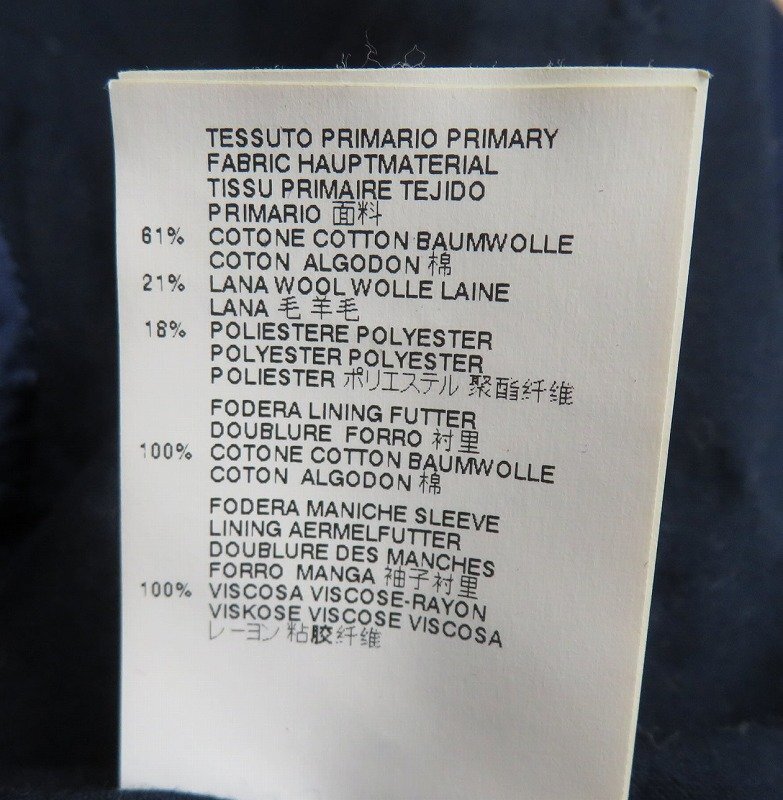 TESSUTO PRIMARIO PRIMARY
FABRIC HAUPTMATERIAL
TISSU PRIMAIRE TEJIDO
PRIMARIO 面料
61% COTONE COTTON BAUMWOLLE
COTON ALGODON 棉
21% LANA WOOL WOLLE LAINE
LANA 毛 羊毛
18% POLIESTERE POLYESTER
POLYESTER POLYESTER
POLIESTER ポリエステル 聚酯纤维
FODERA LINING FUTTER
DOUBLURE FORRO 衬里
100% COTONE COTTON BAUMWOLLE
COTON ALGODON 棉
FODERA MANICHE SLEEVE
LINING AERMELFUTTER
DOUBLURE DES MANCHES
FORRO MANGA 袖子衬里
100% VISCOSA VISCOSE-RAYON
VISKOSE VISCOSE VISCOSA
レーヨン 粘胶纤维